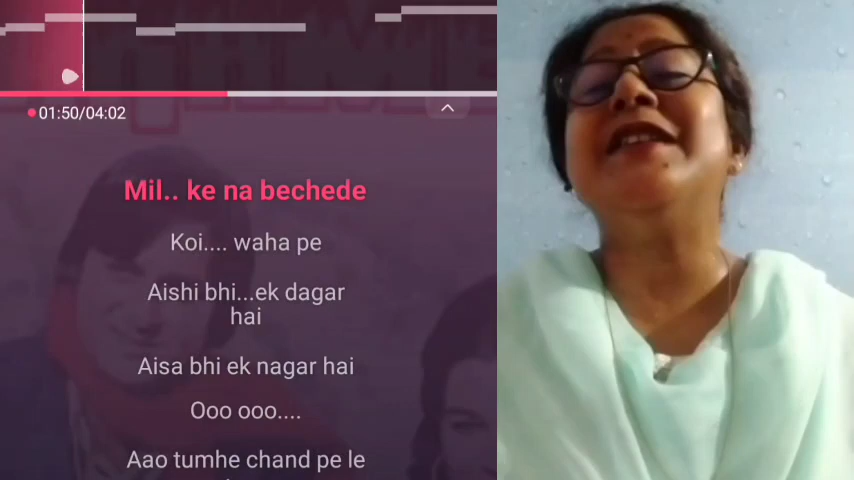 01:50/04:02
Mil.. ke na bechede
Koi.... waha pe
Aishi bhi...ek dagar
hai
Aisa bhi ek nagar hai
Ooo ooo....
Aao tumhe chand pe le